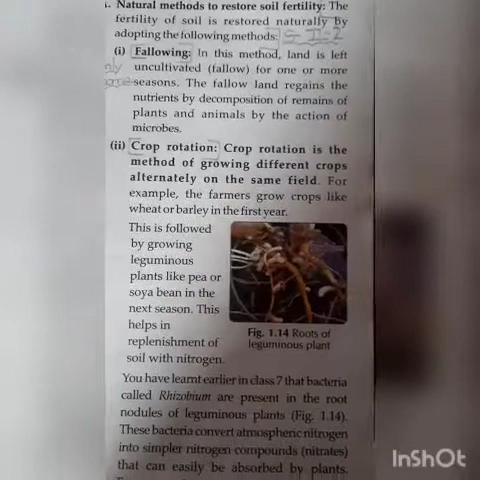 Natural methods to restore soil fertility: The
fertility of soil is restored naturally by
adopting the following methods:
(i) Fallowing: In this method, land is left
uncultivated (fallow) for one or more
seasons. The fallow land regains the
nutrients by decomposition of remains of
plants and animals by the action of
microbes.
(ii) Crop rotation: Crop rotation is the
method of growing different crops
alternately on the same field. For
example, the farmers grow crops like
wheat or barley in the first year.
This is followed
by growing
leguminous
plants like pea or
soya bean in the
next season. This
helps in
replenishment of
soil with nitrogen.
Fig. 1.14 Roots of
leguminous plant
You have learnt earlier in class 7 that bacteria
called Rhizobium are present in the root
nodules of leguminous plants (Fig. 1.14).
These bacteria convert atmospheric nitrogen
into simpler nitrogen compounds (nitrates)
that can easily be absorbed by plants.
InShOt